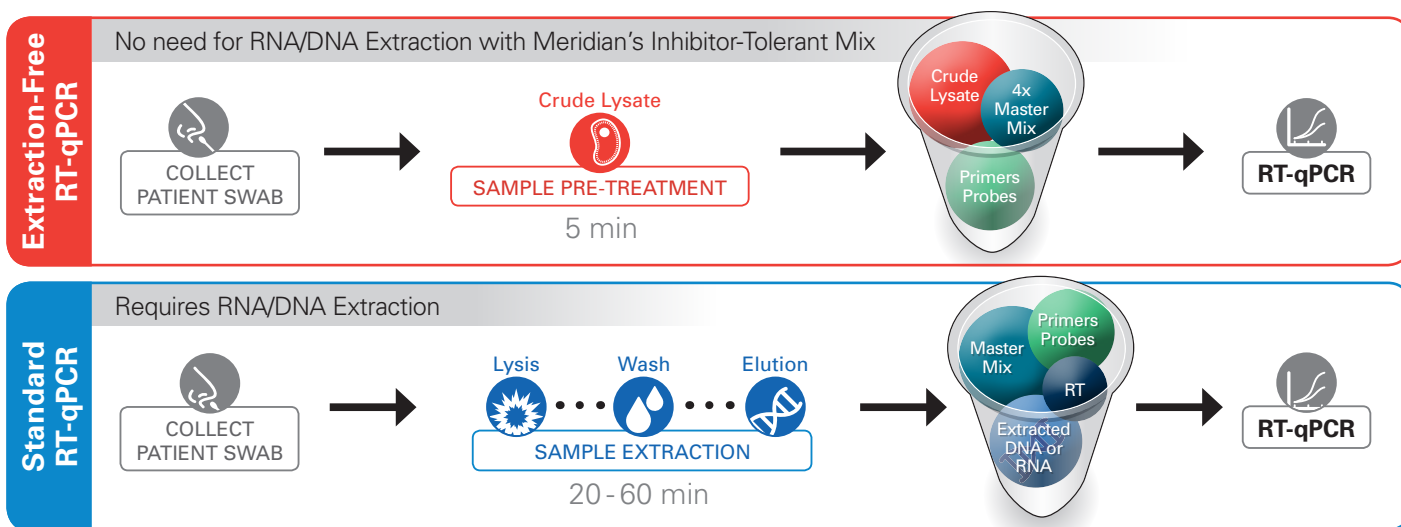 Extraction-Free
RT-qPCR
No need for RNA/DNA Extraction with Meridian's Inhibitor-Tolerant Mix
COLLECT
PATIENT SWAB
Crude Lysate
SAMPLE PRE-TREATMENT
5 min
Crude
Lysate
4x
Master
Mix
Primers
Probes
RT-qPCR
Standard
RT-qPCR
Requires RNA/DNA Extraction
COLLECT
PATIENT SWAB
Lysis
Wash
Elution
SAMPLE EXTRACTION
20-60 min
Master
Mix
Primers
Probes
RT
Extracted
DNA or
RNA
RT-qPCR